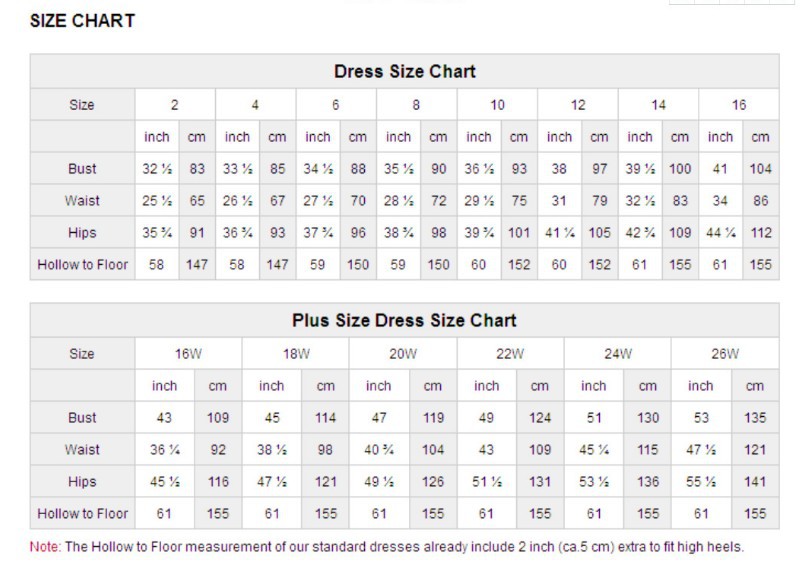 SIZE CHART
Dress Size Chart
Size 2 4 6 8 10 12 14 16
inch cm inch cm inch cm inch cm inch cm inch cm inch cm inch cm
Bust 32 ½ 83 33 ½ 85 34 ½ 88 35 ½ 90 36 ½ 93 38 97 39 ½ 100 41 104
Waist 25 ½ 65 26 ½ 67 27 ½ 70 28 ½ 72 29 ½ 75 31 79 32 ½ 83 34 86
Hips 35 ¾ 91 36 ¾ 93 37 ¾ 96 38 ¾ 98 39 ¾ 101 41 ¼ 105 42 ¾ 109 44 ¼ 112
Hollow to Floor 58 147 58 147 59 150 59 150 60 152 60 152 61 155 61 155
Plus Size Dress Size Chart
Size 16W 18W 20W 22W 24W 26W
inch cm inch cm inch cm inch cm inch cm inch cm
Bust 43 109 45 114 47 119 49 124 51 130 53 135
Waist 36 ¼ 92 38 ½ 98 40 ¾ 104 43 109 45 ¼ 115 47 ½ 121
Hips 45 ½ 116 47 ½ 121 49 ½ 126 51 ½ 131 53 ½ 136 55 ½ 141
Hollow to Floor 61 155 61 155 61 155 61 155 61 155 61 155
Note: The Hollow to Floor measurement of our standard dresses already include 2 inch (ca.5 cm) extra to fit high heels.